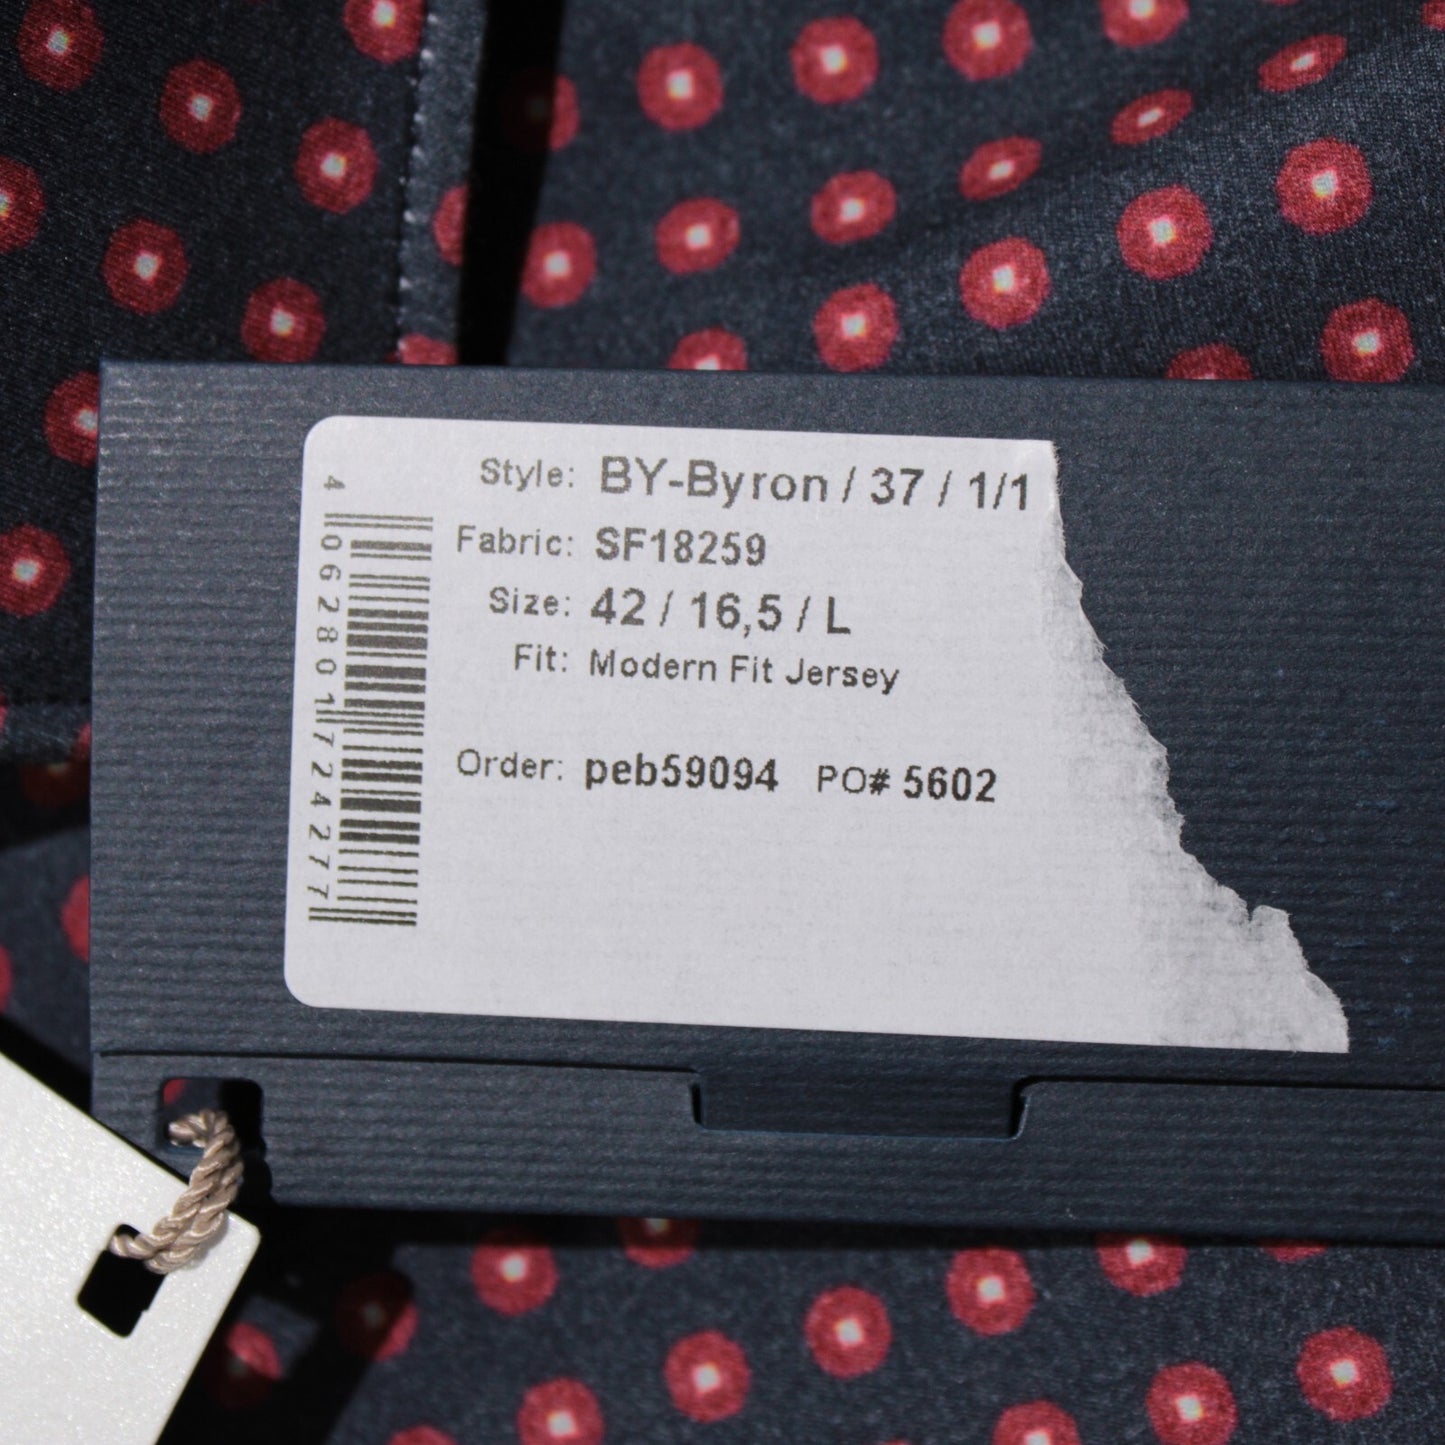 Style: BY-Byron / 37 / 1/1
Fabric: SF18259
Size: 42 / 16,5 / L
Fit: Modern Fit Jersey
Order: peb59094 PO# 5602
4 062801 724277